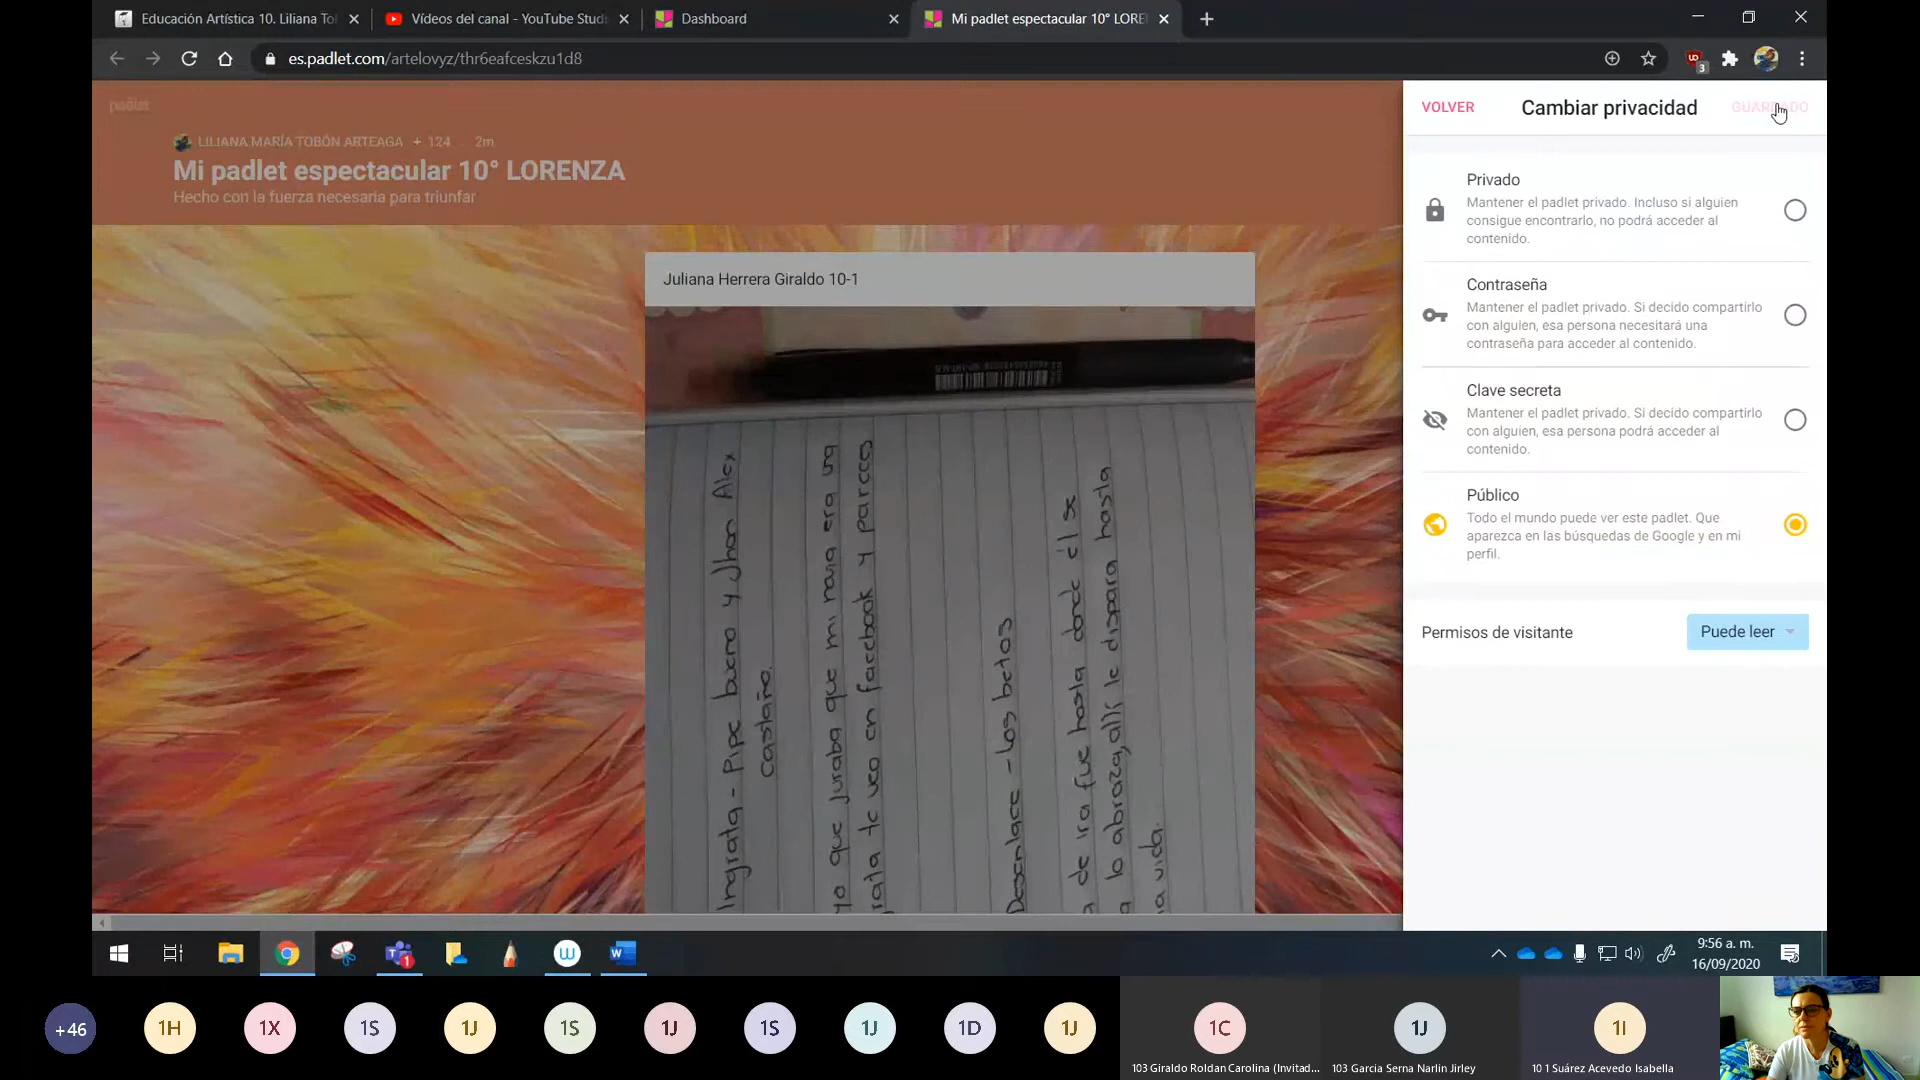 Educación Artística 10. Liliana To
Vídeos del canal - YouTube Studi
Dashboard
Mi padlet espectacular 10° LORE
es.padlet.com/artelovyz/thr6eafceskzu1d8
3
padlet
LILIANA MARÍA TOBÓN ARTEAGA + 124 2m
Mi padlet espectacular 10° LORENZA
Hecho con la fuerza necesaria para triunfar
Juliana Herrera Giraldo 10-1
Ingrata - Pipe bueno y Jhon Alex
castaño.
yo que juraba que mi novia era una
te veo en facebook y pareces
Desenlace - los betos
de ira fue hasta donde él se
lo abraza, allí le dispara hasta
la vida.
VOLVER
Cambiar privacidad
GUARDADO
Privado
Mantener el padlet privado. Incluso si alguien
consigue encontrarlo, no podrá acceder al
contenido.
Contraseña
Mantener el padlet privado. Si decido compartirlo
con alguien, esa persona necesitará una
contraseña para acceder al contenido.
Clave secreta
Mantener el padlet privado. Si decido compartirlo
con alguien, esa persona podrá acceder al
contenido.
Público
Todo el mundo puede ver este padlet. Que
aparezca en las búsquedas de Google y en mi
perfil.
Permisos de visitante
Puede leer
9:56 a. m.
16/09/2020
+46
1H
1X
1S
1J
1S
1J
1S
1J
1D
1J
1C
1J
1I
103 Giraldo Roldan Carolina (Invitad...
103 Garcia Serna Narlin Jirley
10 1 Suárez Acevedo Isabella